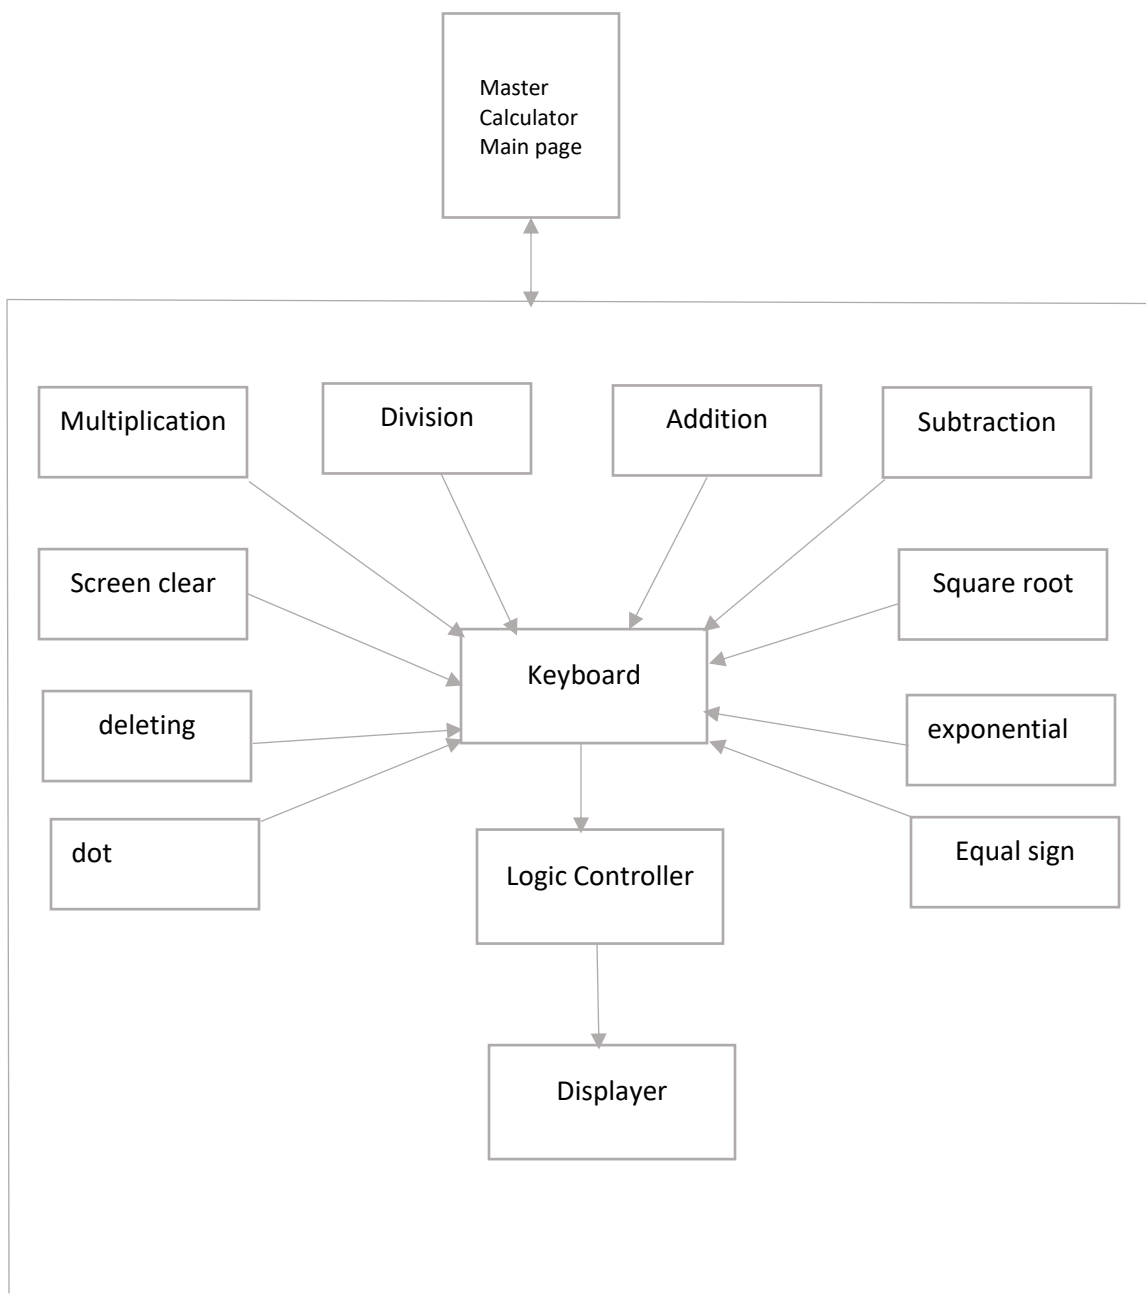 Master
Calculator
Main page
Multiplication
Division
Addition
Subtraction
Screen clear
Square root
Keyboard
deleting
exponential
dot
Logic Controller
Equal sign
Displayer